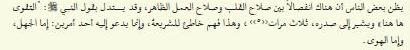 يظن بعض الناس أن هناك انفصالاً بين صلاح القلب وصلاح العمل الظاهر، وقد يستدل بقول النبي ﷺ: "التقوى
ها هنا» ويشير إلى صدره، ثلاث مرات<<٥>>، وهذا فهم خاطئ للشريعة، وإنما يدعو إليه أحد أمرين: إما الجهل،
وإما الهوى.